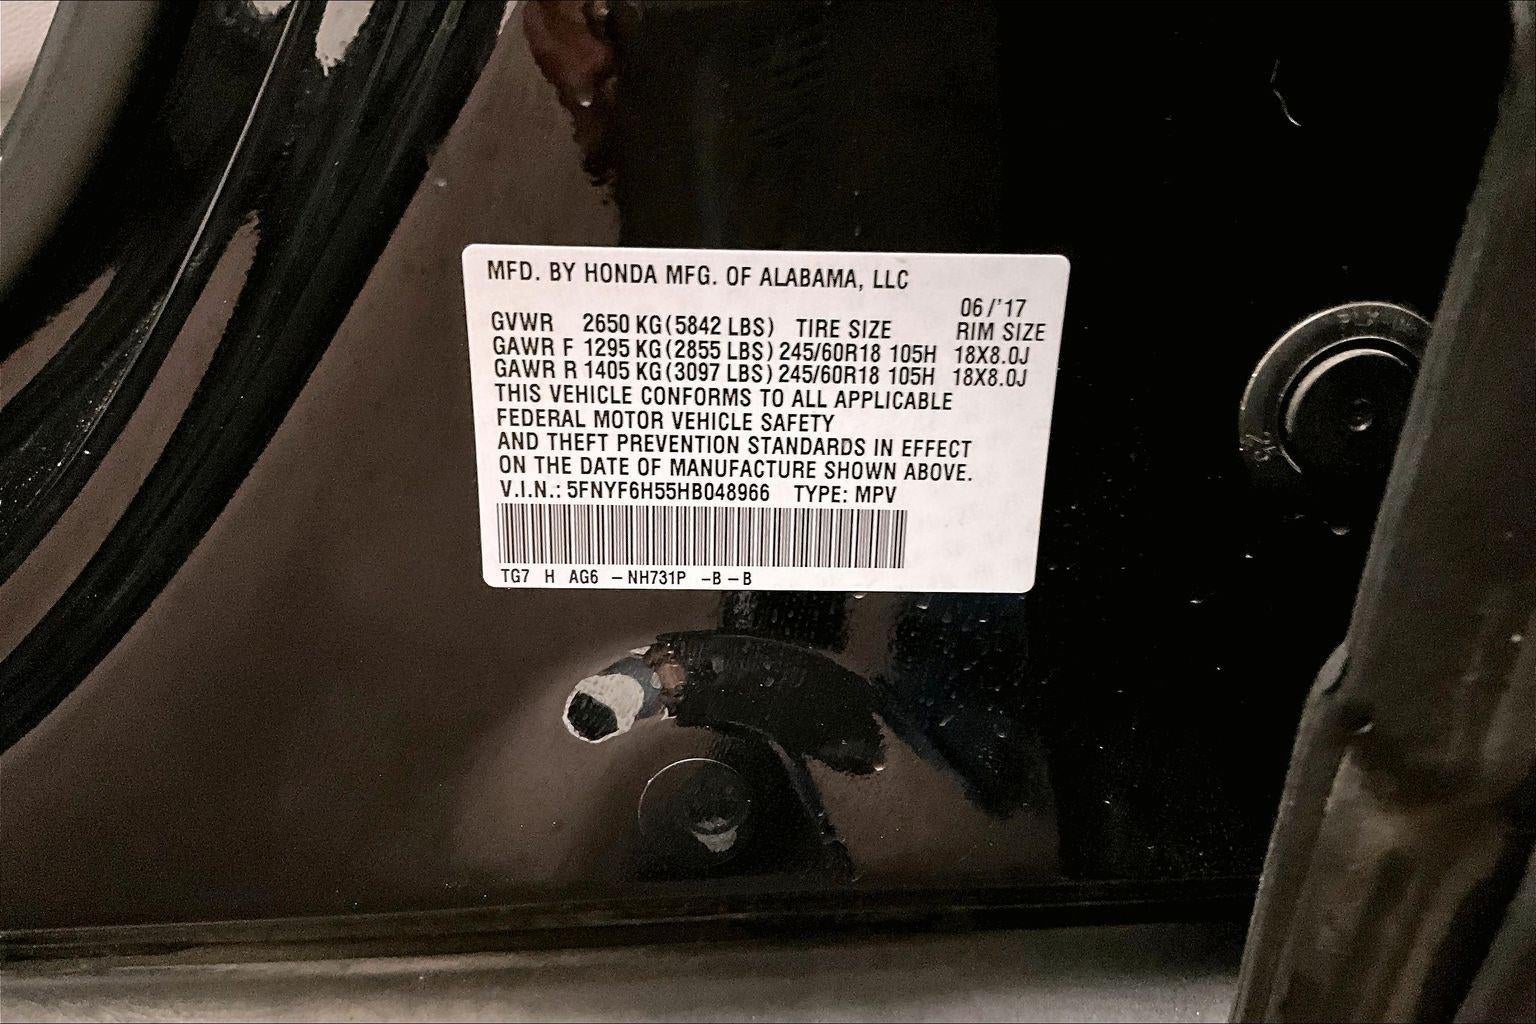 MFD. BY HONDA MFG. OF ALABAMA, LLC
06/'17
GVWR 2650 KG (5842 LBS) TIRE SIZE RIM SIZE
GAWR F 1295 KG (2855 LBS) 245/60R18 105H 18X8.0J
GAWR R 1405 KG (3097 LBS) 245/60R18 105H 18X8.0J
THIS VEHICLE CONFORMS TO ALL APPLICABLE
FEDERAL MOTOR VEHICLE SAFETY
AND THEFT PREVENTION STANDARDS IN EFFECT
ON THE DATE OF MANUFACTURE SHOWN ABOVE.
V.I.N.: 5FNYF6H55HB048966 TYPE: MPV
TG7 H AG6 -NH731P -B-B